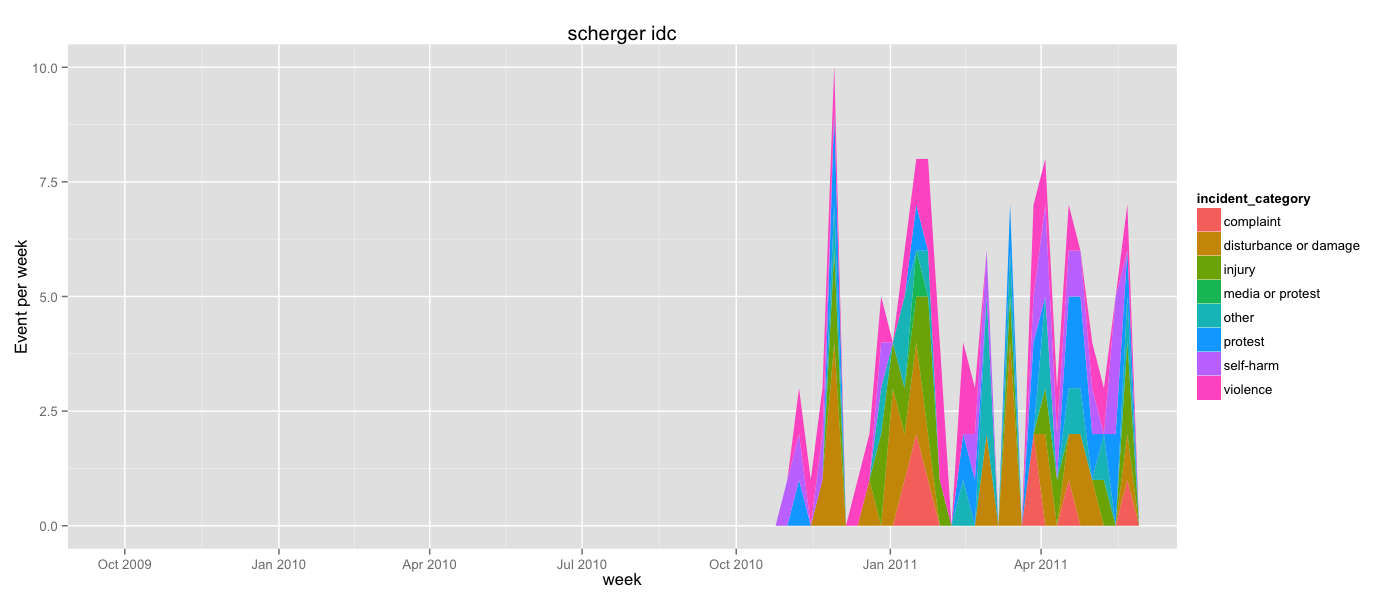 scherger idc
Event per week
10.0
7.5
5.0
2.5
0.0
Oct 2009
Jan 2010
Apr 2010
Jul 2010
Oct 2010
Jan 2011
Apr 2011
week
incident_category
complaint
disturbance or damage
injury
media or protest
other
protest
self-harm
violence